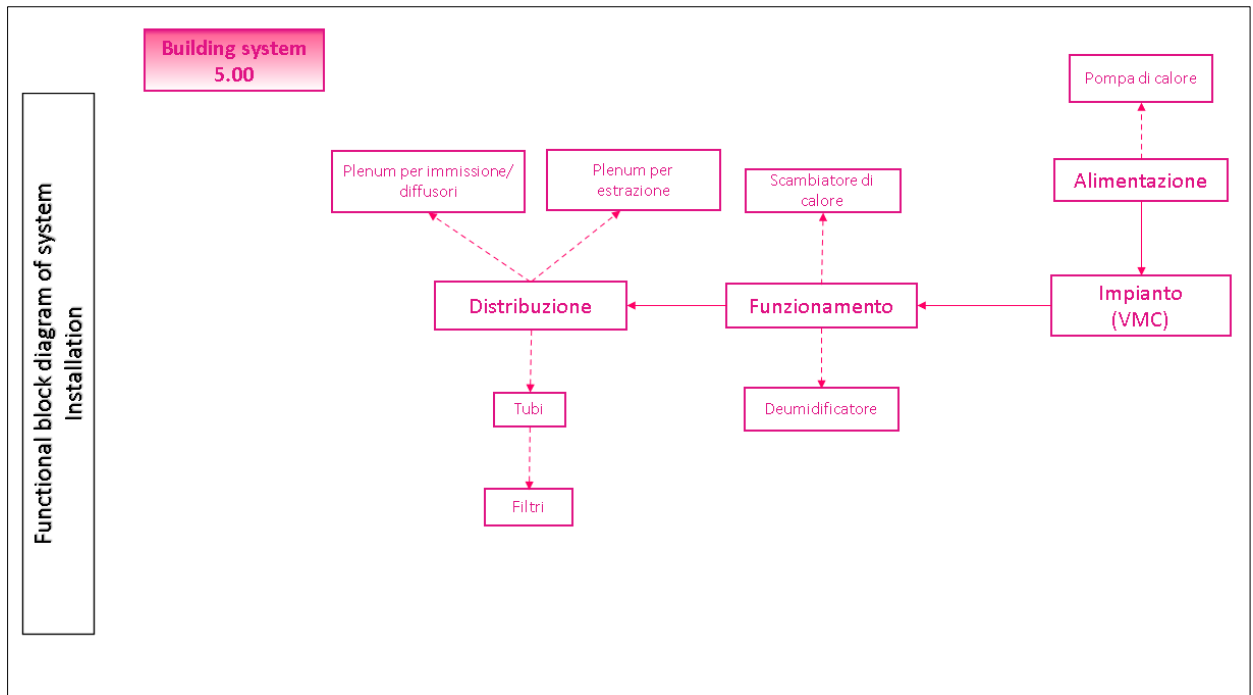 Building system
5.00
Functional block diagram of system
Installation
Pompa di calore
Plenum per immissione/
diffusori
Plenum per
estrazione
Scambiatore di
calore
Alimentazione
Distribuzione
Funzionamento
Impianto
(VMC)
Tubi
Deumidificatore
Filtri